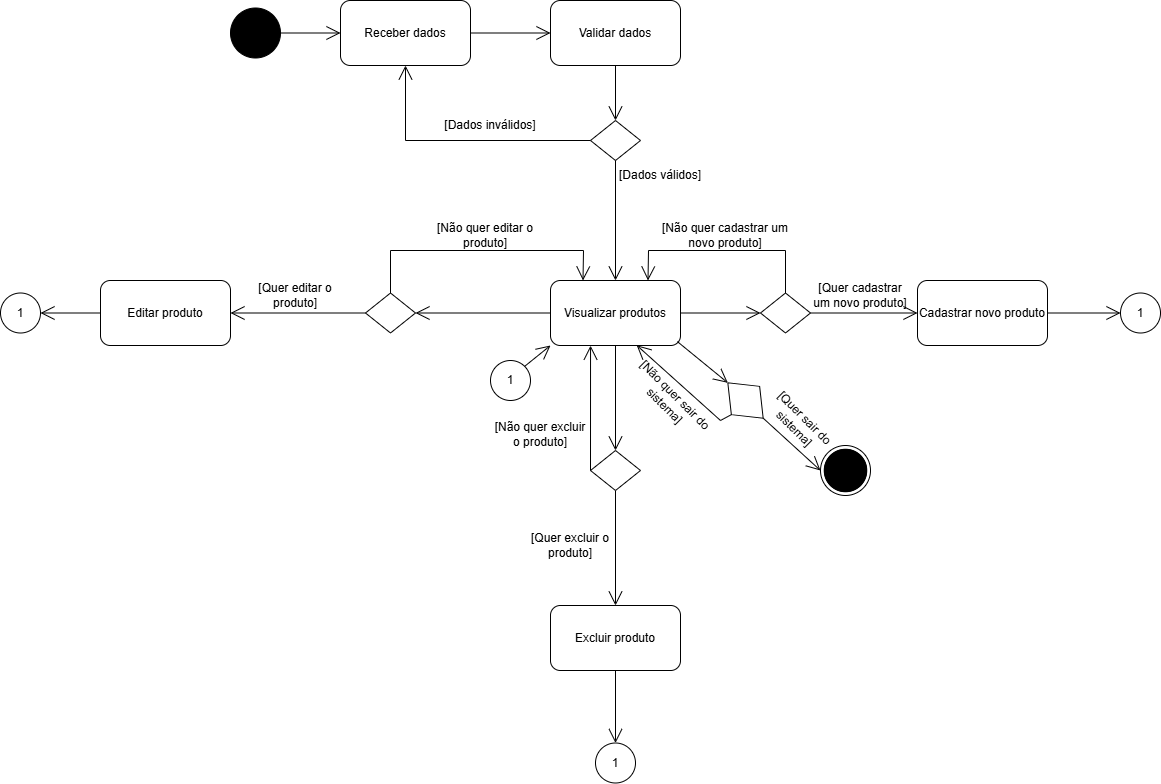 Receber dados
Validar dados
[Dados inválidos]
[Dados válidos]
[Não quer editar o
produto]
[Não quer cadastrar um
novo produto]
[Quer editar o
produto]
[Quer cadastrar
um novo produto]
1
Editar produto
Visualizar produtos
Cadastrar novo produto
1
1
[Não quer sair do
sistema]
[Quer sair do
sistema]
[Não quer excluir
o produto]
[Quer excluir o
produto]
Excluir produto
1